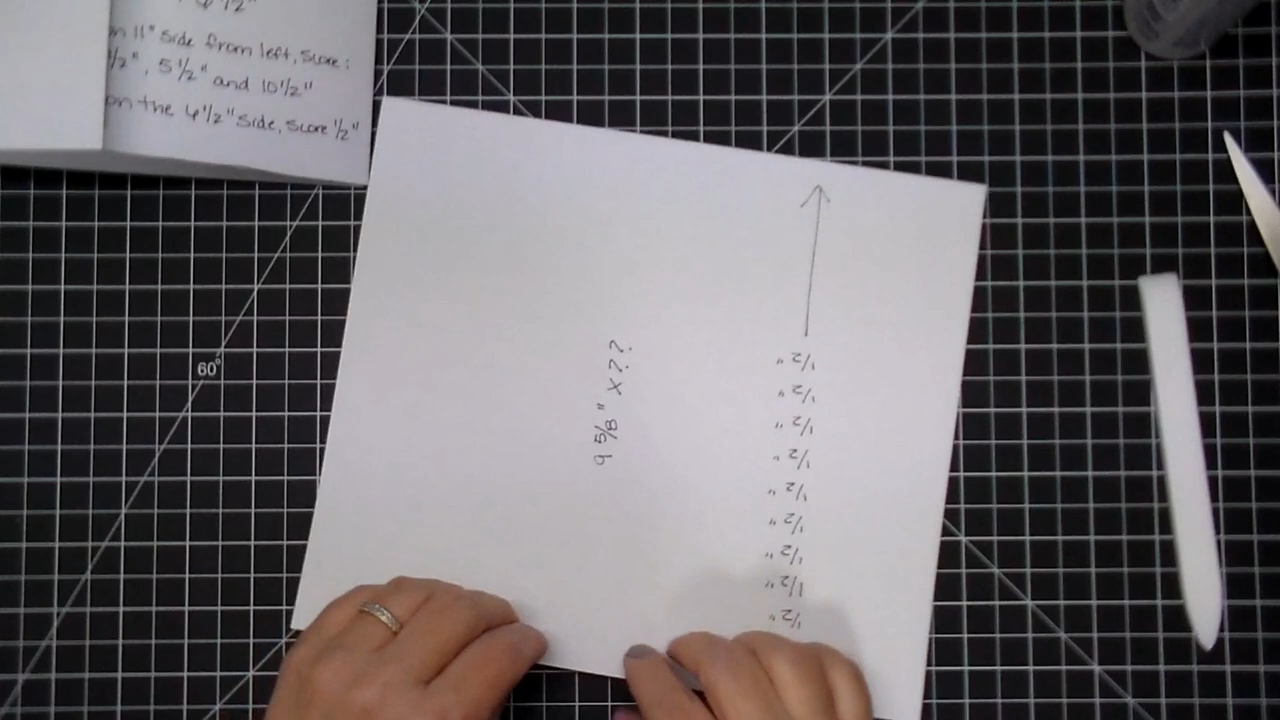 n 11" side from left, score:
1/2", 5 1/2" and 10 1/2"
on the 6 1/2" side, score 1/2"
9 5/8" x ??
1/2"
1/2"
1/2"
1/2"
1/2"
1/2"
1/2"
1/2"
1/2"
60°